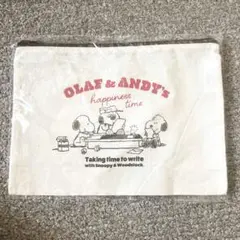 OLAF & ANDY's
happiness
time
Taking time to write
with Snoopy & Woodstock.